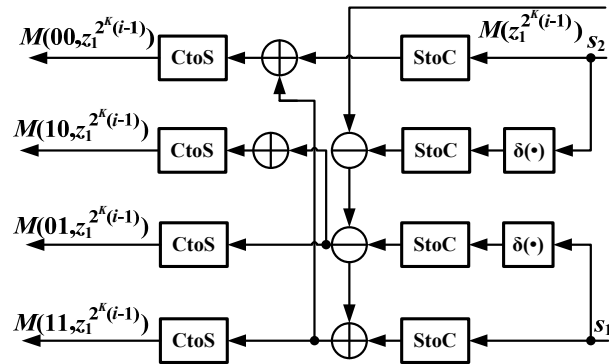 M(00,z_1^{2^K(i-1)}) CtoS StoC M(z_1^{2^K(i-1)}) s_2
M(10,z_1^{2^K(i-1)}) CtoS StoC δ(•)
M(01,z_1^{2^K(i-1)}) CtoS StoC δ(•)
M(11,z_1^{2^K(i-1)}) CtoS StoC s_1